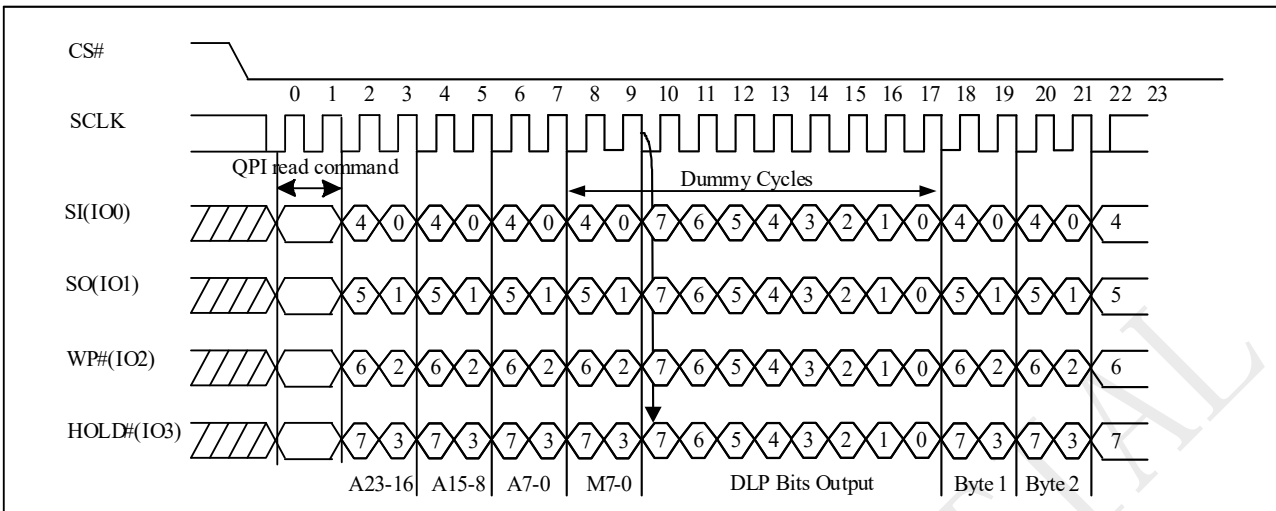 CS#
0 1 2 3 4 5 6 7 8 9 10 11 12 13 14 15 16 17 18 19 20 21 22 23
SCLK
QPI read command
Dummy Cycles
SI(IO0) 4 0 4 0 4 0 4 0 7 6 5 4 3 2 1 0 4 0 4 0 4
SO(IO1) 5 1 5 1 5 1 5 1 7 6 5 4 3 2 1 0 5 1 5 1 5
WP#(IO2) 6 2 6 2 6 2 6 2 7 6 5 4 3 2 1 0 6 2 6 2 6
HOLD#(IO3) 7 3 7 3 7 3 7 3 7 6 5 4 3 2 1 0 7 3 7 3 7
A23-16 A15-8 A7-0 M7-0 DLP Bits Output Byte 1 Byte 2